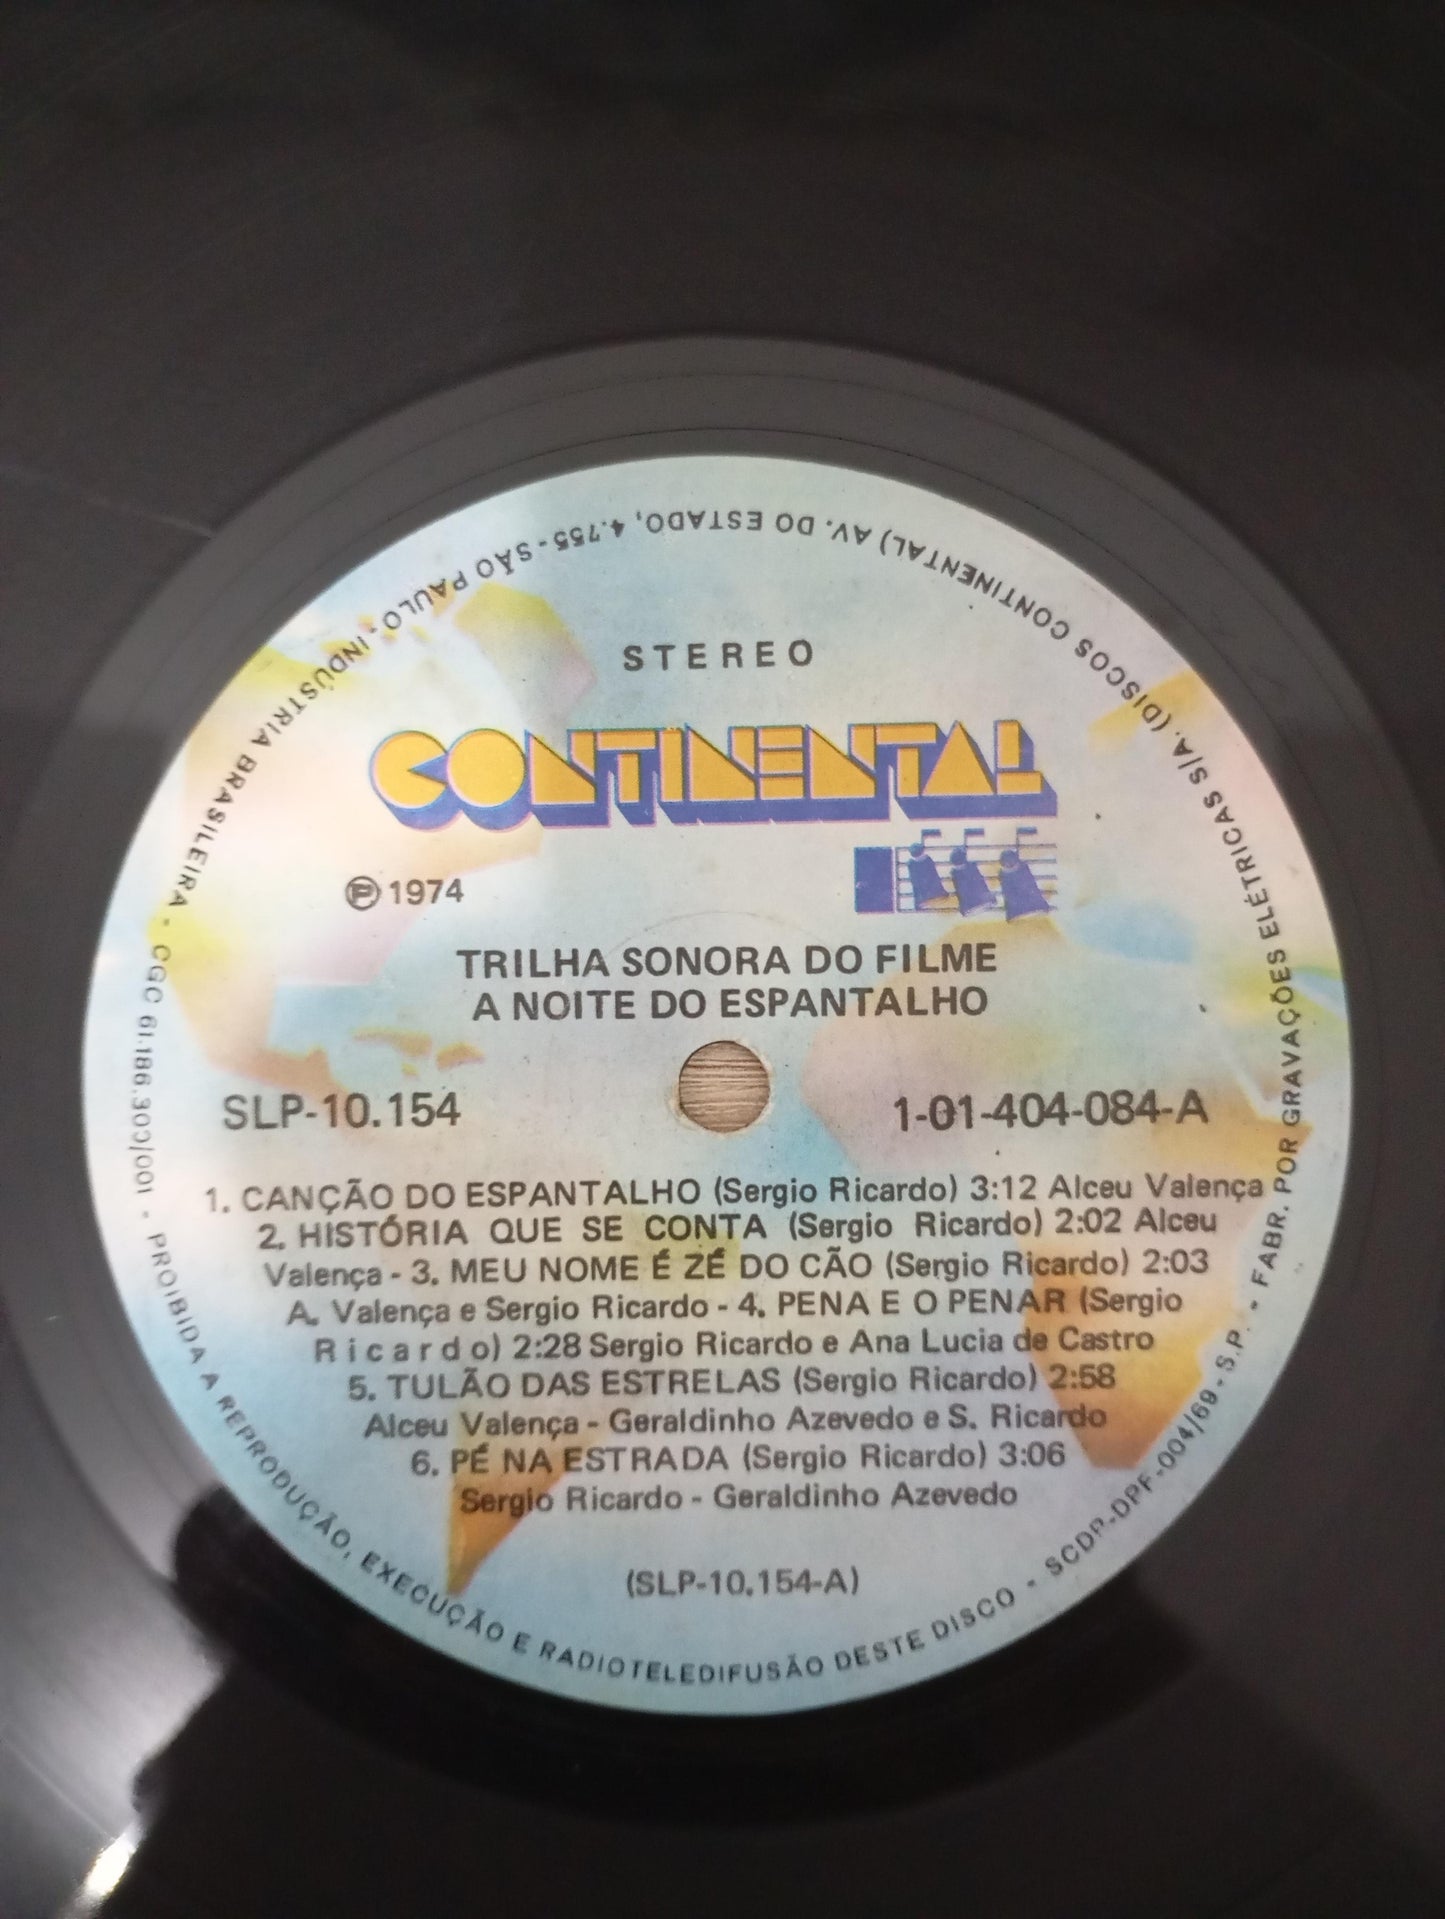 STEREO
CONTINENTAL
Ⓟ 1974
TRILHA SONORA DO FILME
A NOITE DO ESPANTALHO
SLP-10.154
1-01-404-084-A
1. CANÇÃO DO ESPANTALHO (Sergio Ricardo) 3:12 Alceu Valença
2. HISTÓRIA QUE SE CONTA (Sergio Ricardo) 2:02 Alceu
Valença - 3. MEU NOME É ZÉ DO CÃO (Sergio Ricardo) 2:03
A. Valença e Sergio Ricardo - 4. PENA E O PENAR (Sergio
Ricardo) 2:28 Sergio Ricardo e Ana Lucia de Castro
5. TULÃO DAS ESTRELAS (Sergio Ricardo) 2:58
Alceu Valença - Geraldinho Azevedo e S. Ricardo
6. PÉ NA ESTRADA (Sergio Ricardo) 3:06
Sergio Ricardo - Geraldinho Azevedo
(SLP-10.154-A)
FABR. POR GRAVAÇÕES ELÉTRICAS S/A. (DISCOS CONTINENTAL) AV. DO ESTADO, 4.755 - SÃO PAULO - INDÚSTRIA BRASILEIRA - CGC 61.186.300/001 - PROIBIDA A REPRODUÇÃO, EXECUÇÃO E RADIOTELEDIFUSÃO DESTE DISCO - SCDP-DPF-004/69 - S.P. -